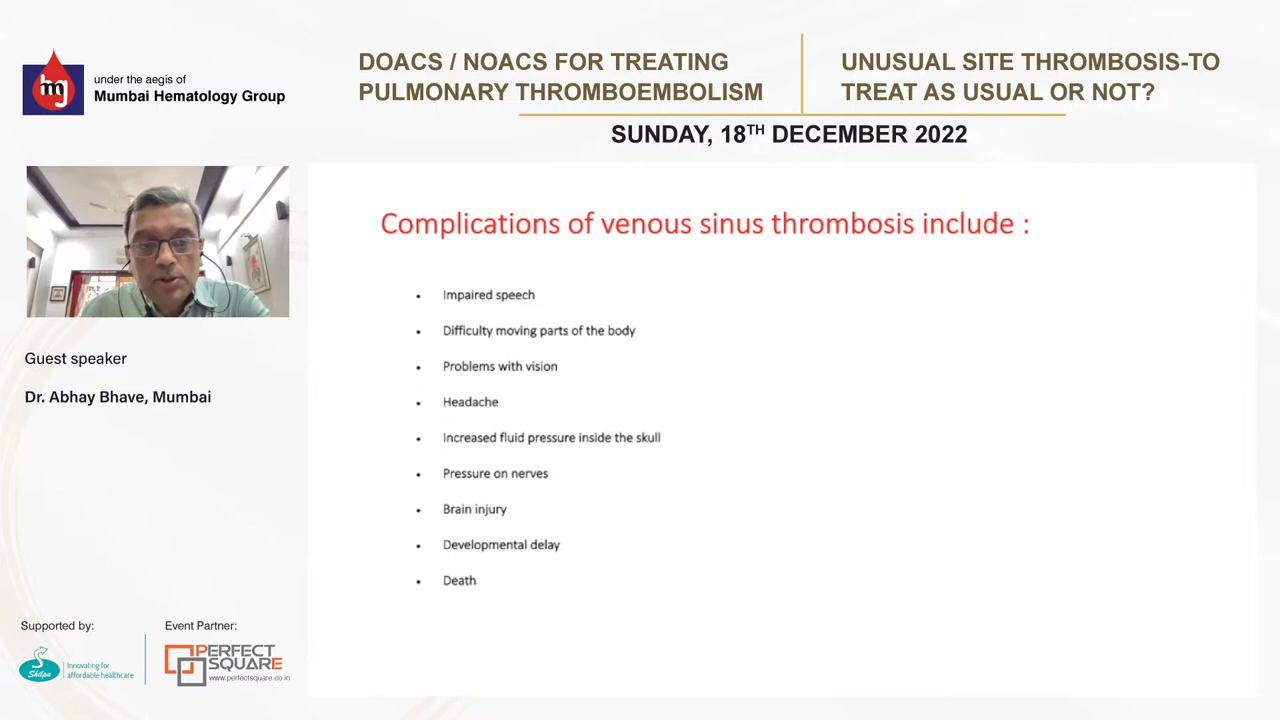 mg
under the aegis of
Mumbai Hematology Group
DOACS / NOACS FOR TREATING
PULMONARY THROMBOEMBOLISM
UNUSUAL SITE THROMBOSIS-TO
TREAT AS USUAL OR NOT?
SUNDAY, 18TH DECEMBER 2022
Guest speaker
Dr. Abhay Bhave, Mumbai
Complications of venous sinus thrombosis include :
• Impaired speech
• Difficulty moving parts of the body
• Problems with vision
• Headache
• Increased fluid pressure inside the skull
• Pressure on nerves
• Brain injury
• Developmental delay
• Death
Supported by:
Shilpa
Innovating for
affordable healthcare
Event Partner:
PERFECT
SQUARE
www.perfectsquare.co.in